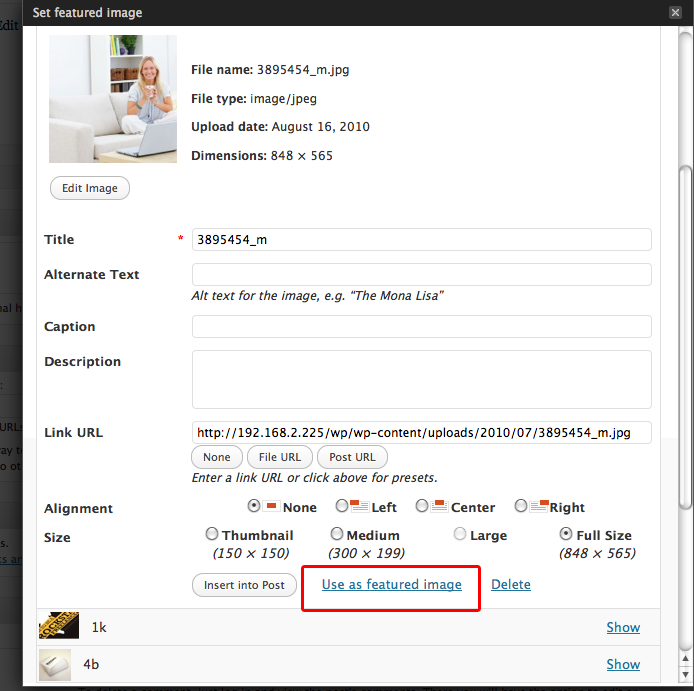 Set featured image
Edit
File name: 3895454_m.jpg
File type: image/jpeg
Upload date: August 16, 2010
Dimensions: 848 × 565
Edit Image
Title * 3895454_m
Alternate Text
Alt text for the image, e.g. "The Mona Lisa"
Caption
Description
Link URL http://192.168.2.225/wp/wp-content/uploads/2010/07/3895454_m.jpg
None File URL Post URL
Enter a link URL or click above for presets.
Alignment None Left Center Right
Size Thumbnail Medium Large Full Size
(150 × 150) (300 × 199) (848 × 565)
Insert into Post Use as featured image Delete
1k Show
4b Show